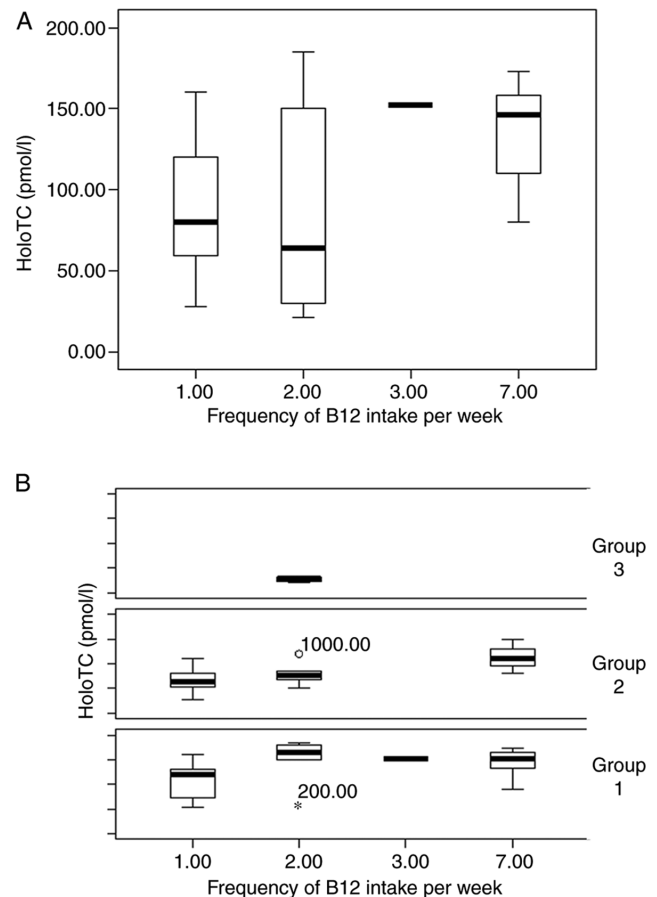 A
200.00
150.00
100.00
50.00
0.00
HoloTC (pmol/l)
1.00 2.00 3.00 7.00
Frequency of B12 intake per week
B
HoloTC (pmol/l)
Group
3
1000.00
Group
2
200.00
*
Group
1
1.00 2.00 3.00 7.00
Frequency of B12 intake per week